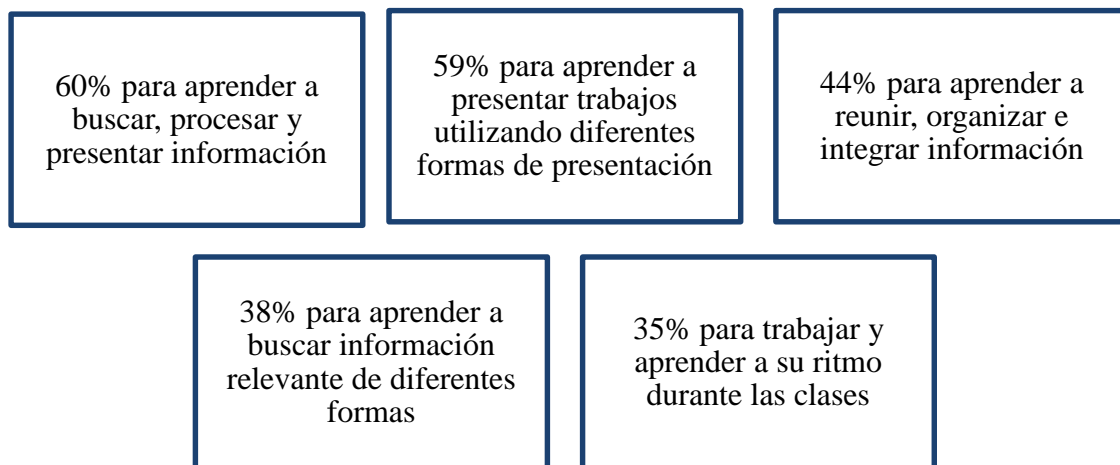 60% para aprender a
buscar, procesar y
presentar información
59% para aprender a
presentar trabajos
utilizando diferentes
formas de presentación
44% para aprender a
reunir, organizar e
integrar información
38% para aprender a
buscar información
relevante de diferentes
formas
35% para trabajar y
aprender a su ritmo
durante las clases